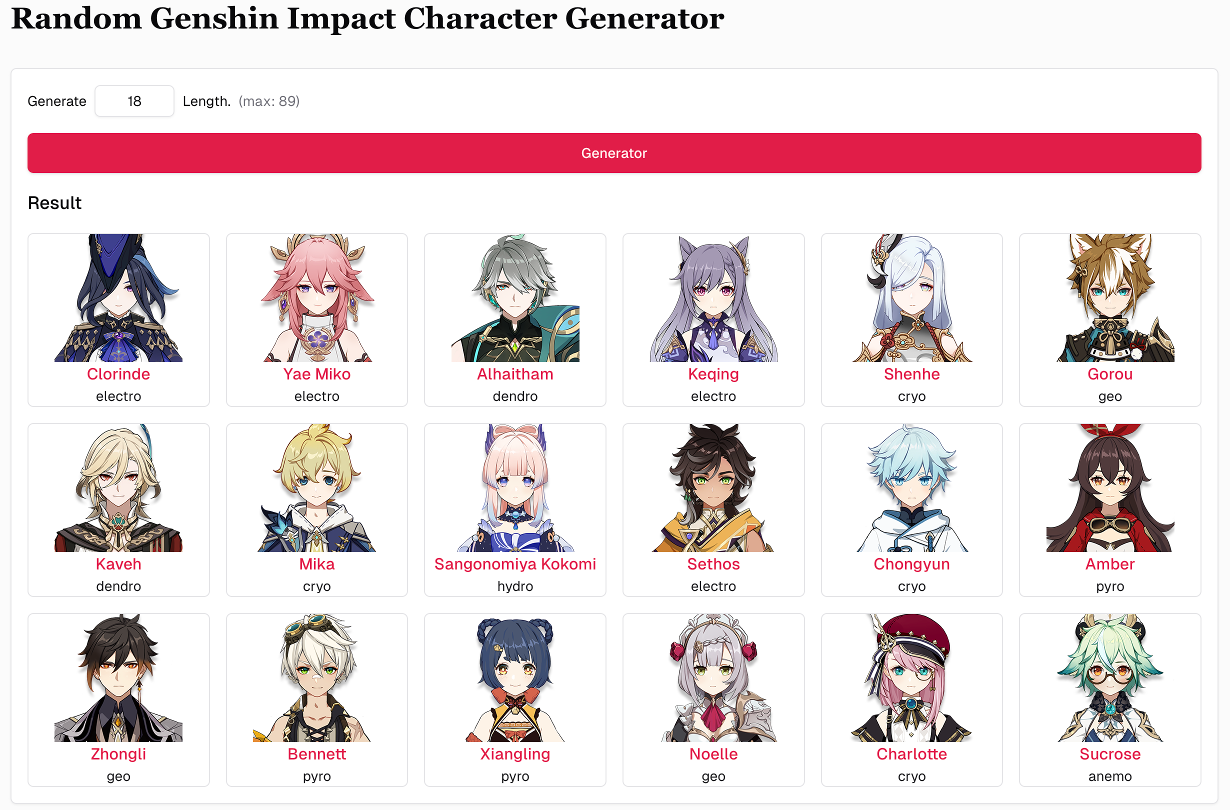 Random Genshin Impact Character Generator
Generate 18 Length. (max: 89)
Generator
Result
Clorinde Yae Miko Alhaitham Keqing Shenhe Gorou
electro electro dendro electro cryo geo
Kaveh Mika Sangonomiya Kokomi Sethos Chongyun Amber
dendro cryo hydro electro cryo pyro
Zhongli Bennett Xiangling Noelle Charlotte Sucrose
geo pyro pyro geo cryo anemo